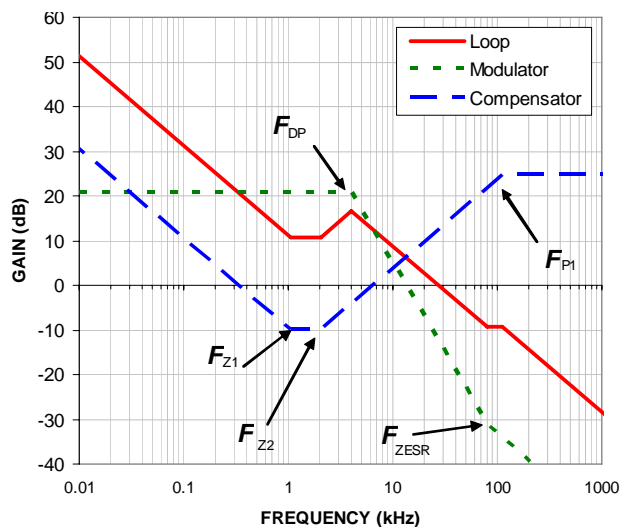 60
50
40
30
20
10
0
-10
-20
-30
-40
GAIN (dB)
Loop
Modulator
Compensator
FDP
FP1
FZ1
FZ2
FZESR
0.01
0.1
1
10
100
1000
FREQUENCY (kHz)